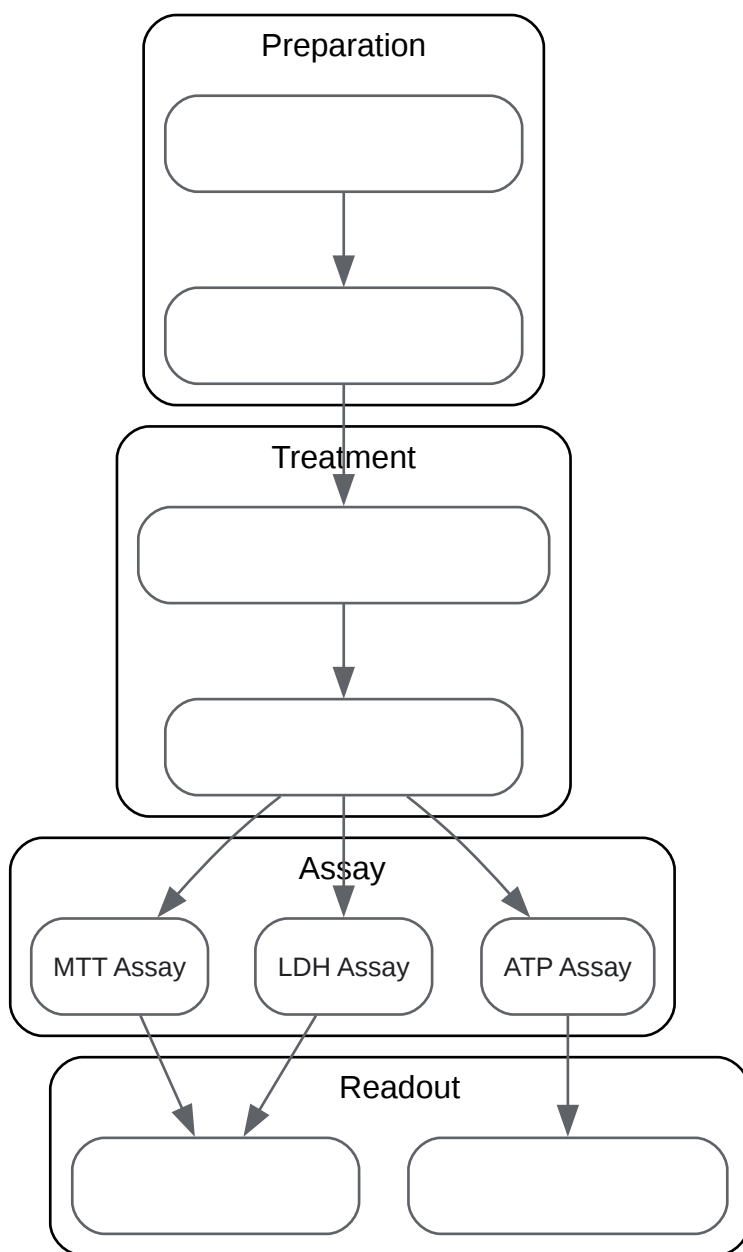 Preparation
Treatment
Assay
MTT Assay
LDH Assay
ATP Assay
Readout